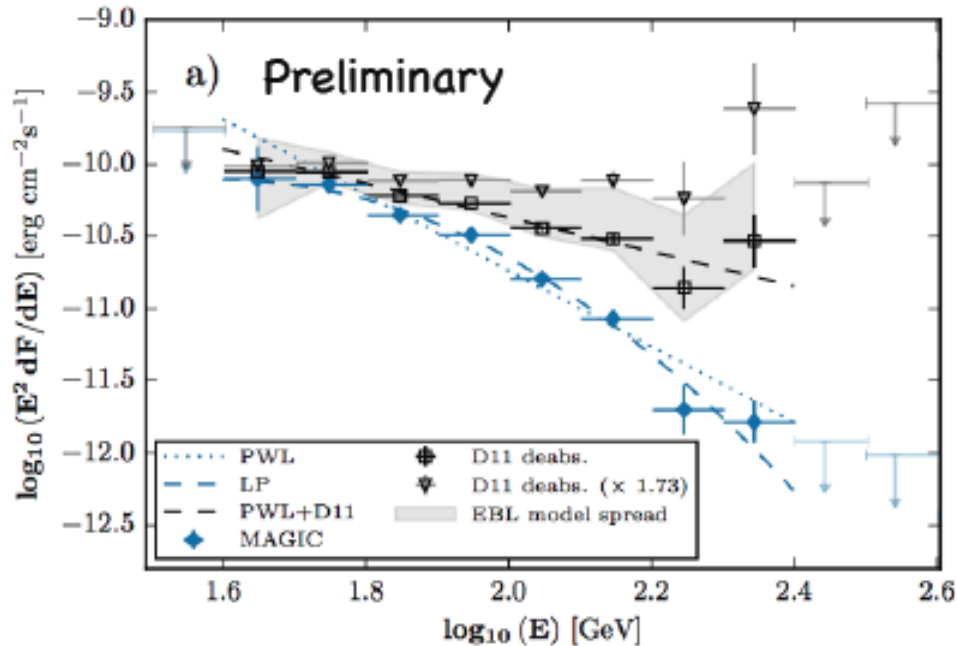 a) Preliminary
−9.0
−9.5
−10.0
−10.5
−11.0
−11.5
−12.0
−12.5
log₁₀ (E² dF/dE) [erg cm⁻²s⁻¹]
PWL
LP
PWL+D11
MAGIC
D11 deabs.
D11 deabs. (× 1.73)
EBL model spread
1.6 1.8 2.0 2.2 2.4 2.6
log₁₀ (E) [GeV]